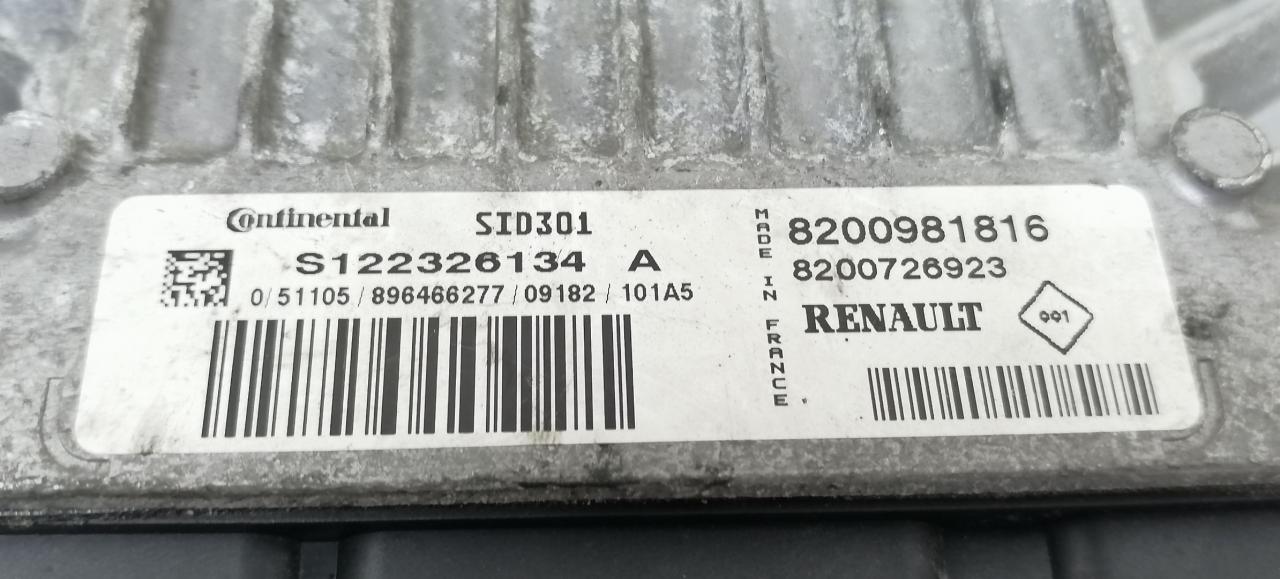 Continental SID301
S122326134 A
0/51105/896466277/09182/101A5
MADE IN FRANCE
8200981816
8200726923
RENAULT
001